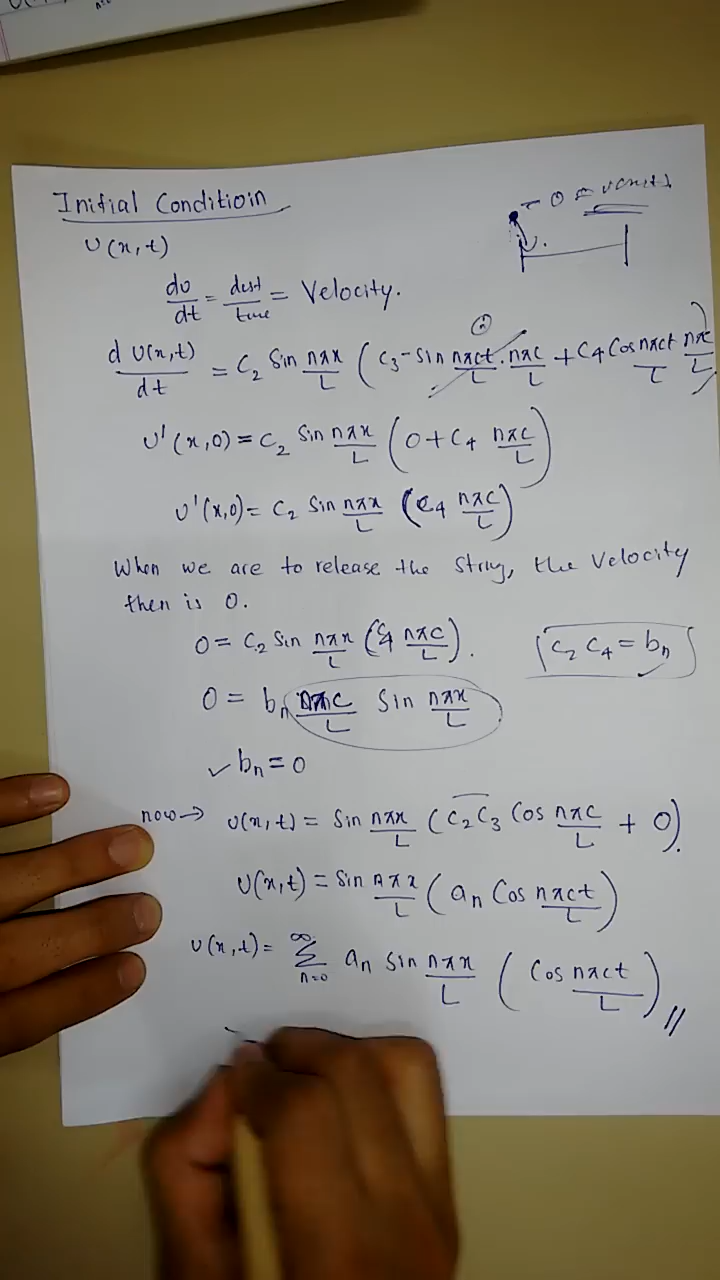 Initial Conditioin
U(x,t)
0 = velocity
du/dt = dist/time = Velocity.
d U(x,t)/dt = C₂ Sin nπx/L (C₃ - Sin nπct/L . nπc/L + C₄ Cos nπct/L nπc/L)
U'(x,0) = C₂ Sin nπx/L (0 + C₄ nπc/L)
U'(x,0) = C₂ Sin nπx/L (C₄ nπc/L)
When we are to release the String, the Velocity
then is 0.
0 = C₂ Sin nπx/L (C₄ nπc/L).
C₂ C₄ = bₙ
0 = bₙ nπc/L Sin nπx/L
✓ bₙ = 0
now → U(x,t) = Sin nπx/L (C₂C₃ Cos nπc/L + 0).
U(x,t) = Sin nπx/L (aₙ Cos nπct/L)
U(x,t) = ∞ Σ n=0 aₙ Sin nπx/L (Cos nπct/L) //